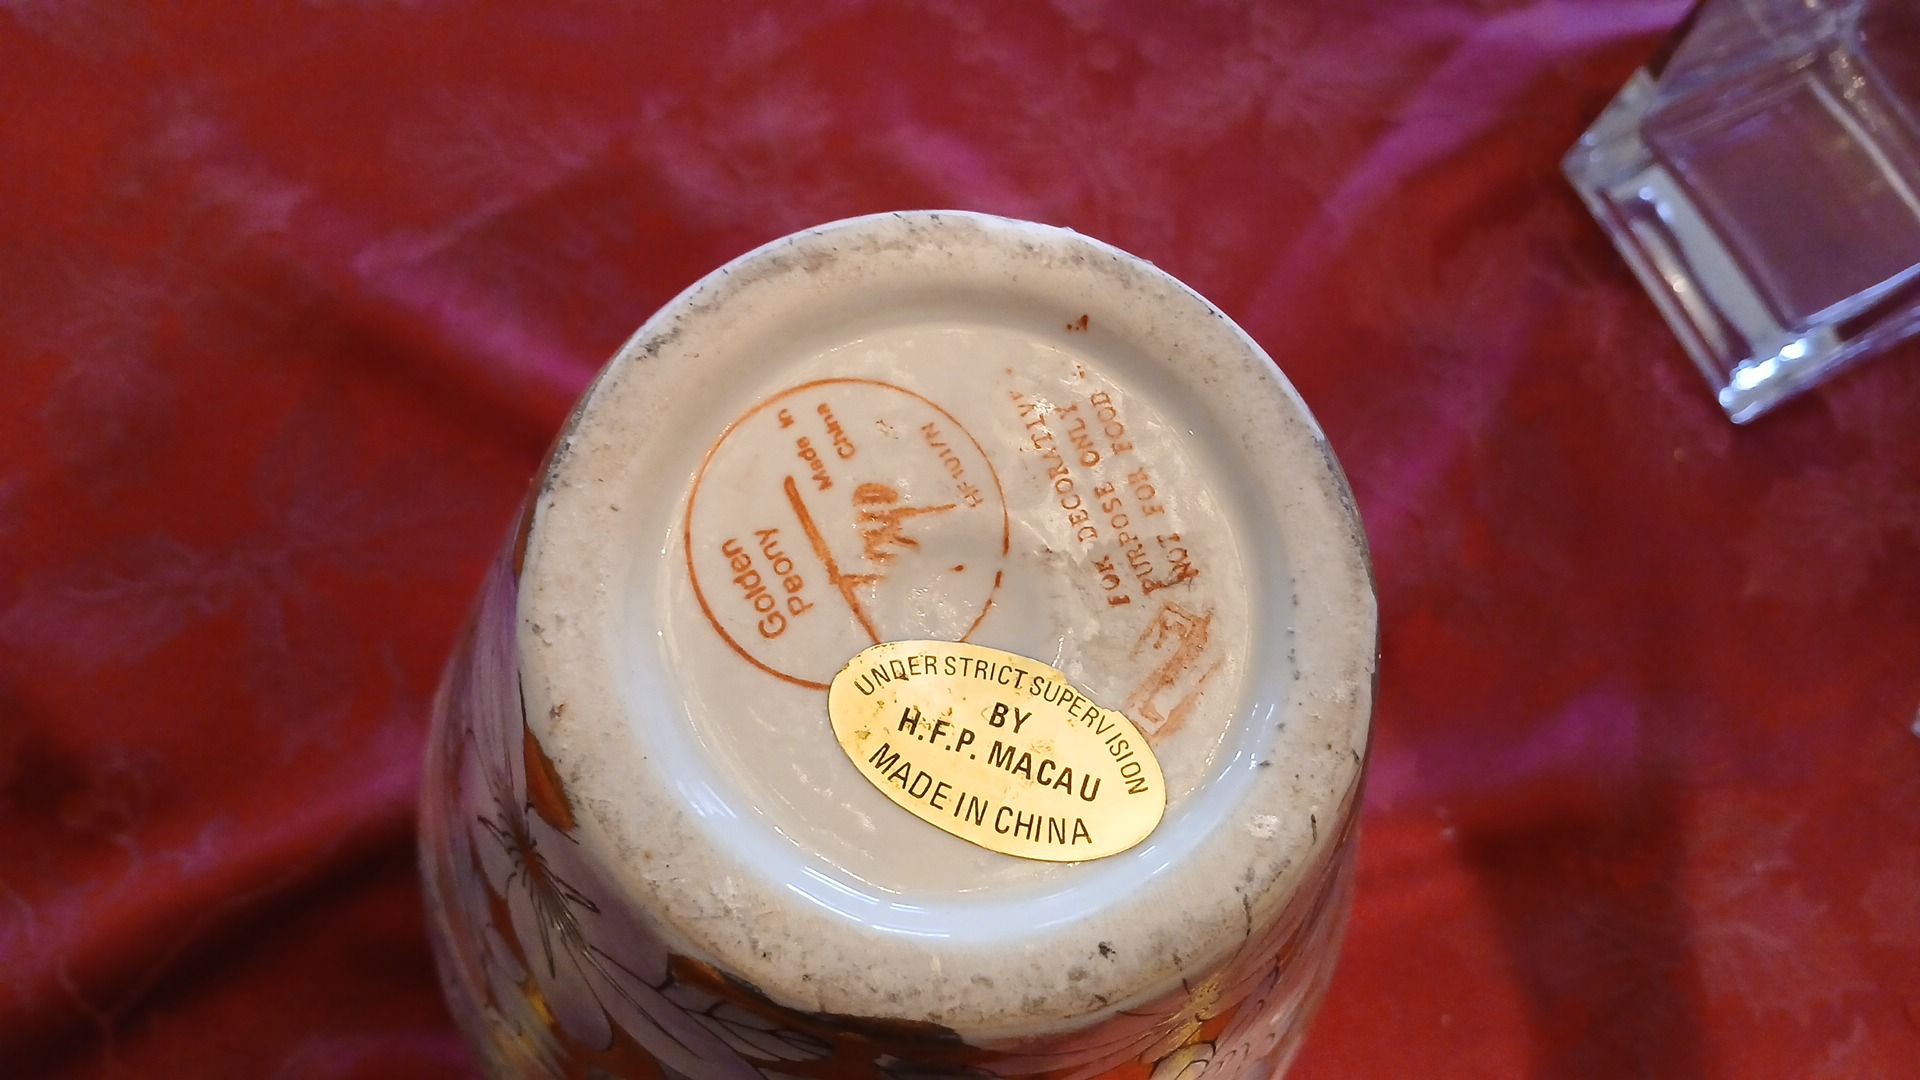 Golden
Peony
Made in
China
HF101/N
FOR DECORATIVE
PURPOSE ONLY
NOT FOR FOOD
UNDER STRICT SUPERVISION
BY
H.F.P. MACAU
MADE IN CHINA